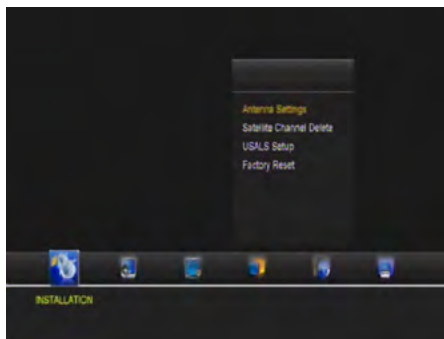 Antenna Settings
Satellite Channel Delete
USALS Setup
Factory Reset
INSTALLATION